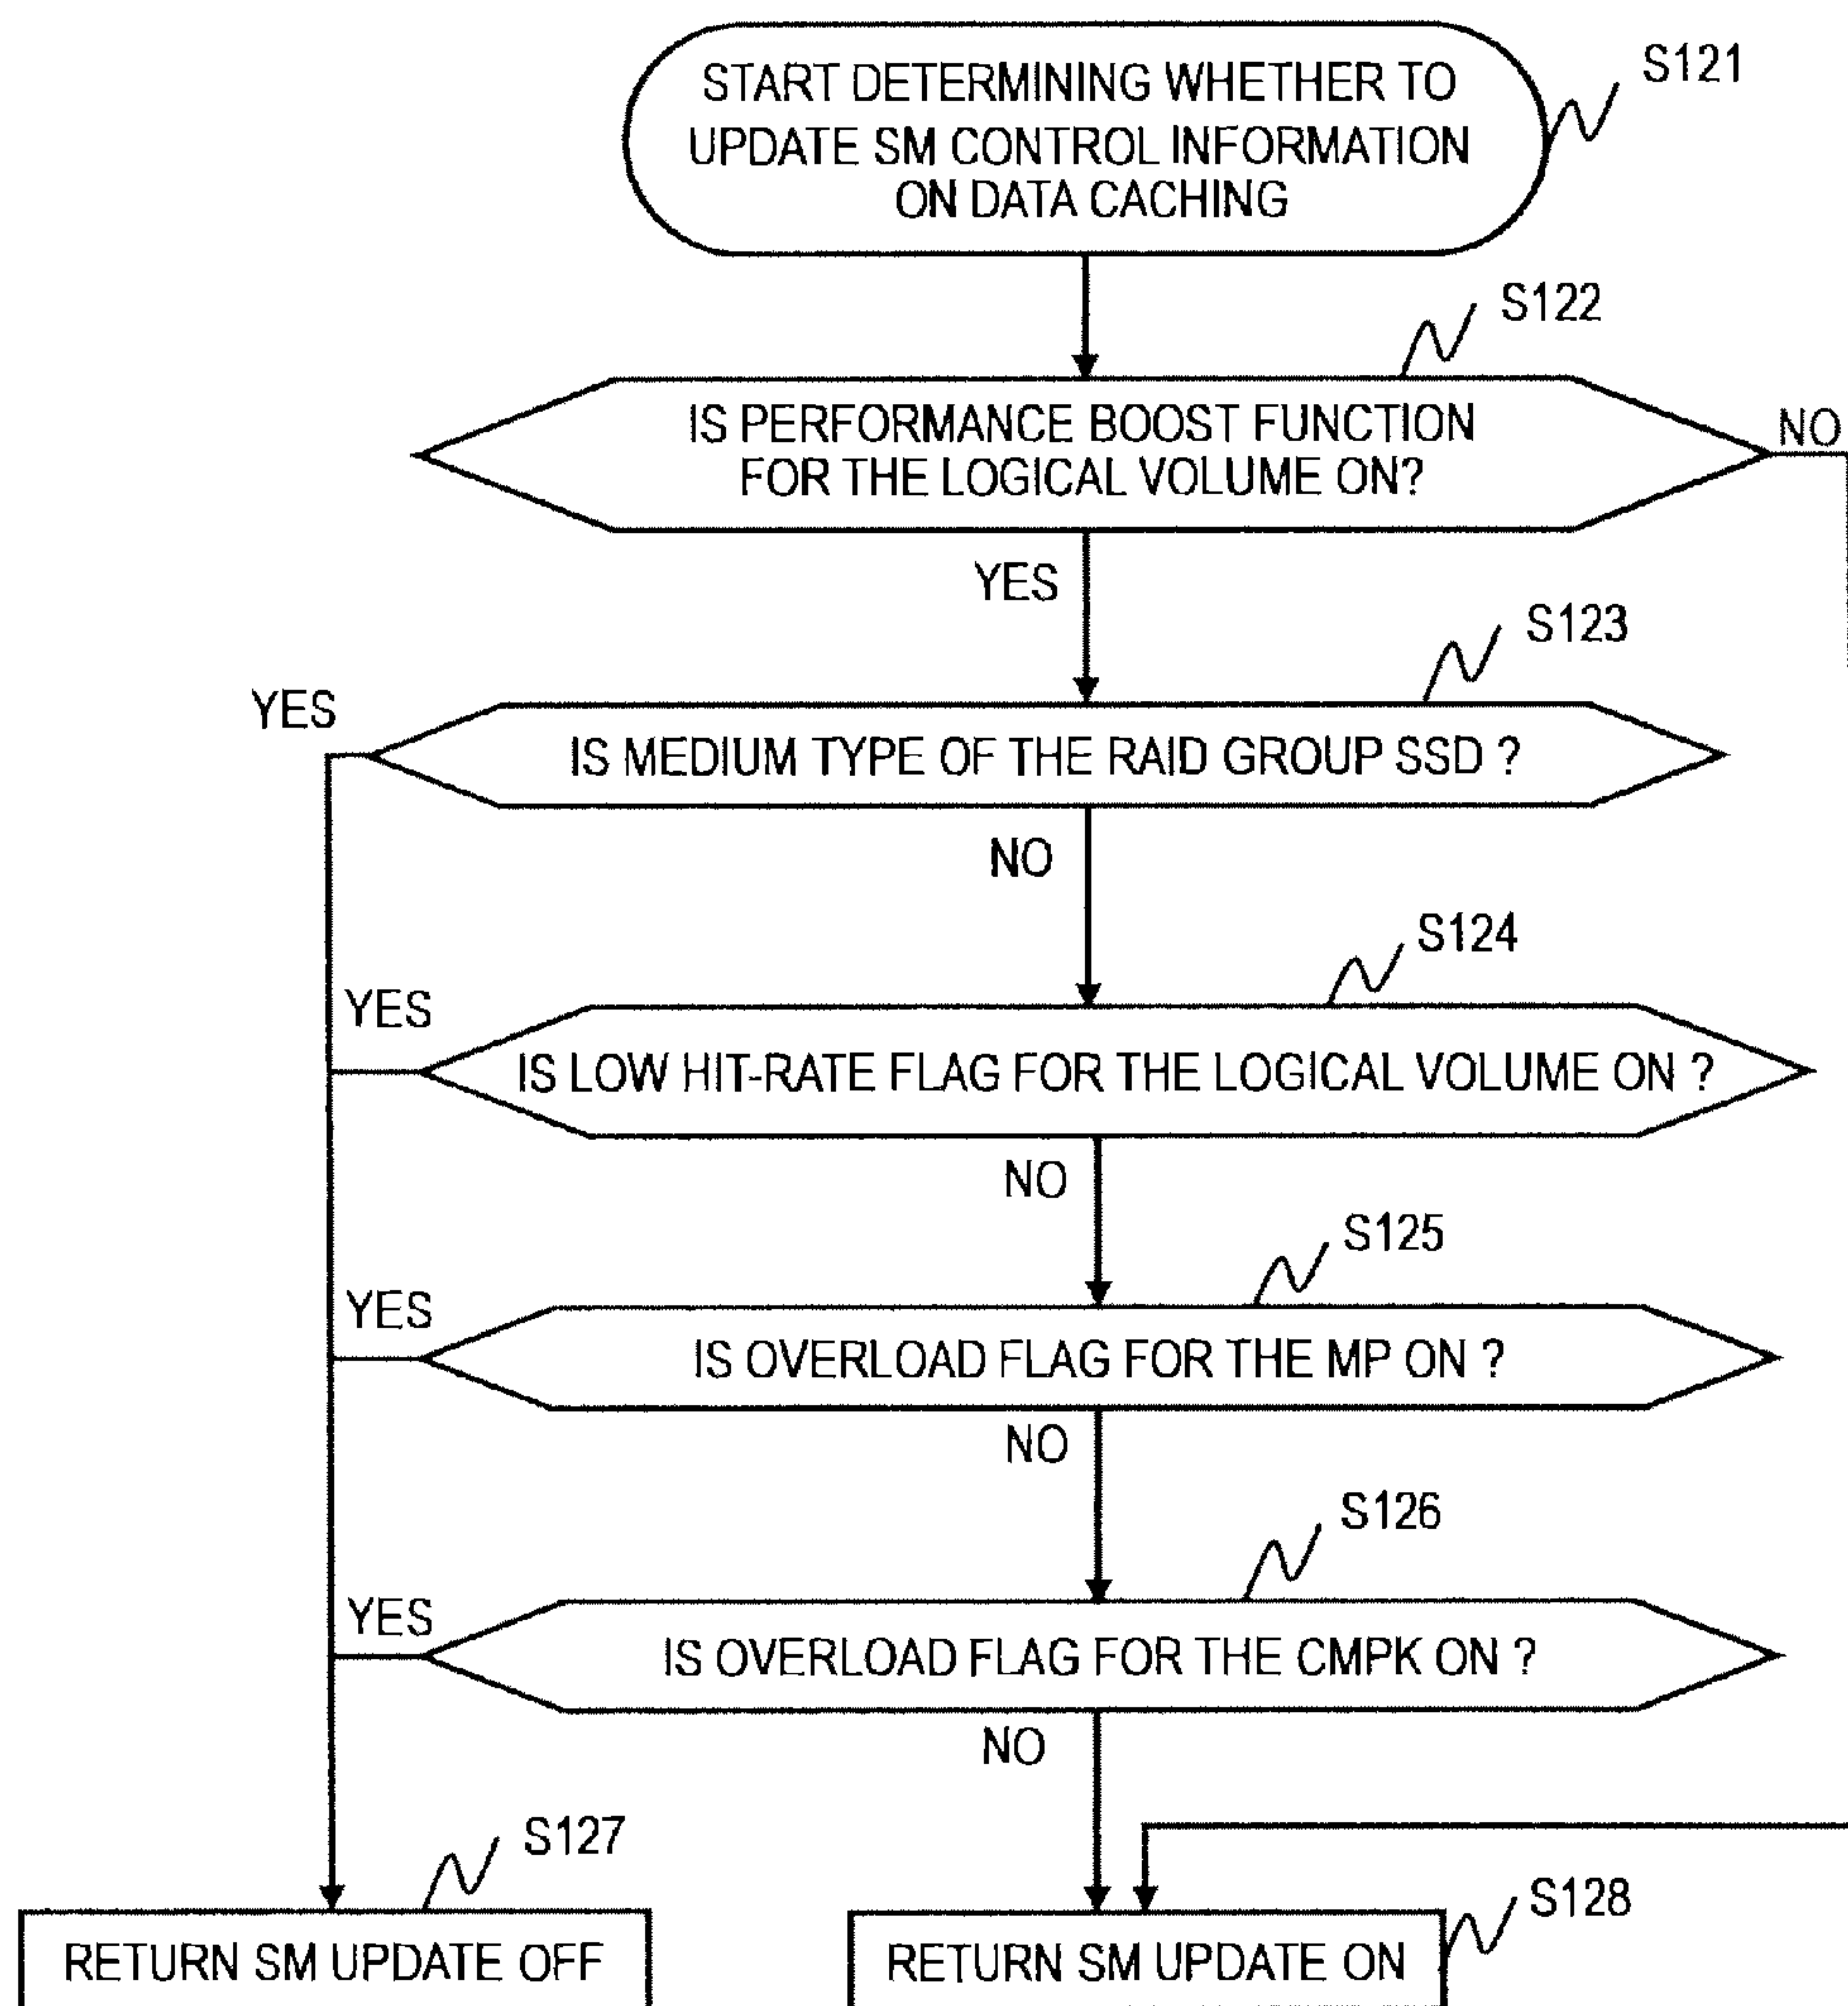 START DETERMINING WHETHER TO
UPDATE SM CONTROL INFORMATION
ON DATA CACHING
S121
S122
IS PERFORMANCE BOOST FUNCTION
FOR THE LOGICAL VOLUME ON?
NO
YES
S123
YES
IS MEDIUM TYPE OF THE RAID GROUP SSD ?
NO
S124
YES
IS LOW HIT-RATE FLAG FOR THE LOGICAL VOLUME ON ?
NO
S125
YES
IS OVERLOAD FLAG FOR THE MP ON ?
NO
S126
YES
IS OVERLOAD FLAG FOR THE CMPK ON ?
NO
S127
RETURN SM UPDATE OFF
S128
RETURN SM UPDATE ON